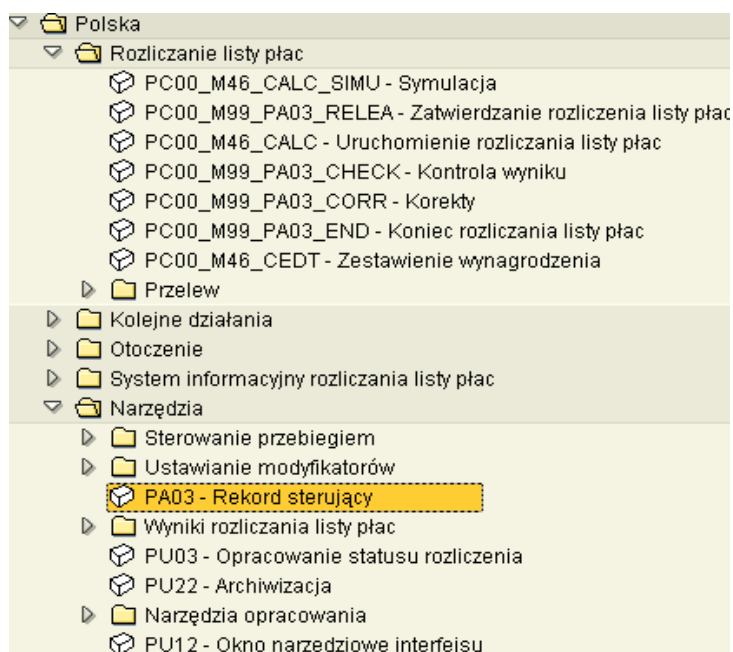 Polska
Rozliczanie listy płac
PC00_M46_CALC_SIMU - Symulacja
PC00_M99_PA03_RELEA - Zatwierdzanie rozliczenia listy płac
PC00_M46_CALC - Uruchomienie rozliczania listy płac
PC00_M99_PA03_CHECK - Kontrola wyniku
PC00_M99_PA03_CORR - Korekty
PC00_M99_PA03_END - Koniec rozliczania listy płac
PC00_M46_CEDT - Zestawienie wynagrodzenia
Przelew
Kolejne działania
Otoczenie
System informacyjny rozliczania listy płac
Narzędzia
Sterowanie przebiegiem
Ustawianie modyfikatorów
PA03 - Rekord sterujący
Wyniki rozliczania listy płac
PU03 - Opracowanie statusu rozliczenia
PU22 - Archiwizacja
Narzędzia opracowania
PU12 - Okno narzędziowe interfejsu